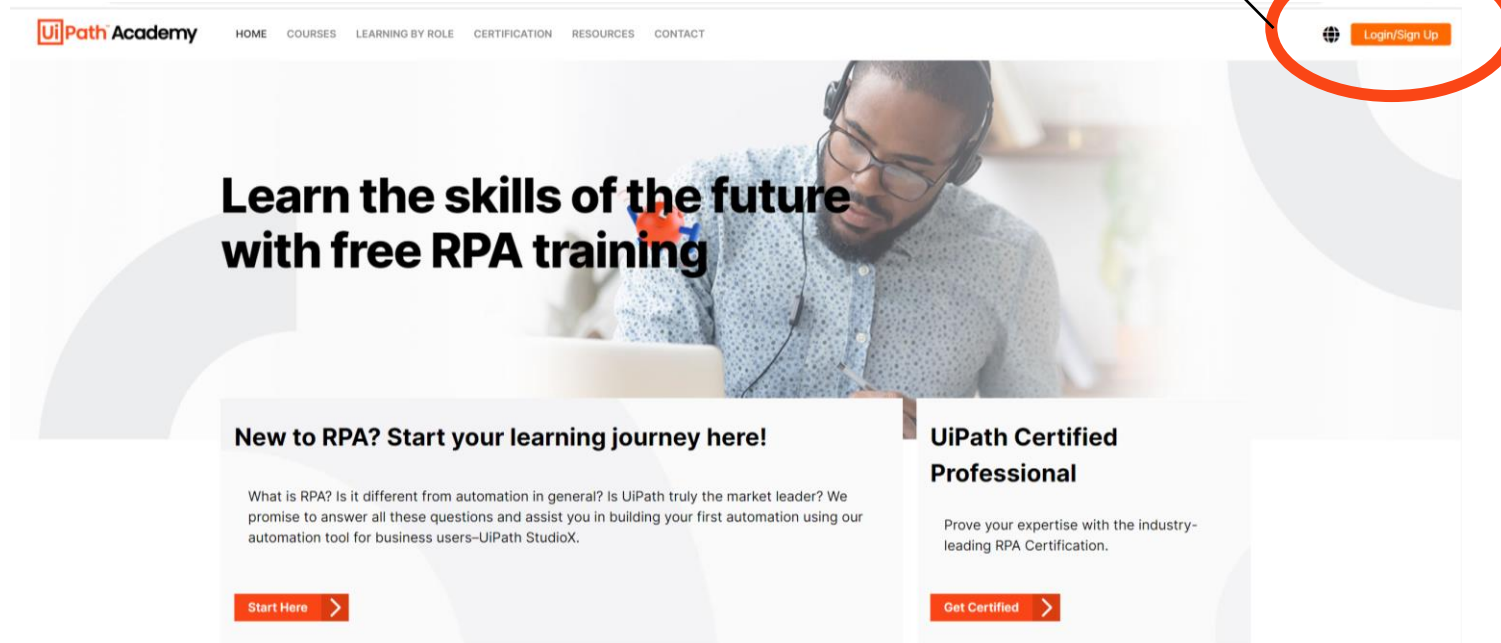 UiPath™ Academy
HOME COURSES LEARNING BY ROLE CERTIFICATION RESOURCES CONTACT
Login/Sign Up
Learn the skills of the future
with free RPA training
New to RPA? Start your learning journey here!
What is RPA? Is it different from automation in general? Is UiPath truly the market leader? We
promise to answer all these questions and assist you in building your first automation using our
automation tool for business users–UiPath StudioX.
Start Here
UiPath Certified
Professional
Prove your expertise with the industry-
leading RPA Certification.
Get Certified